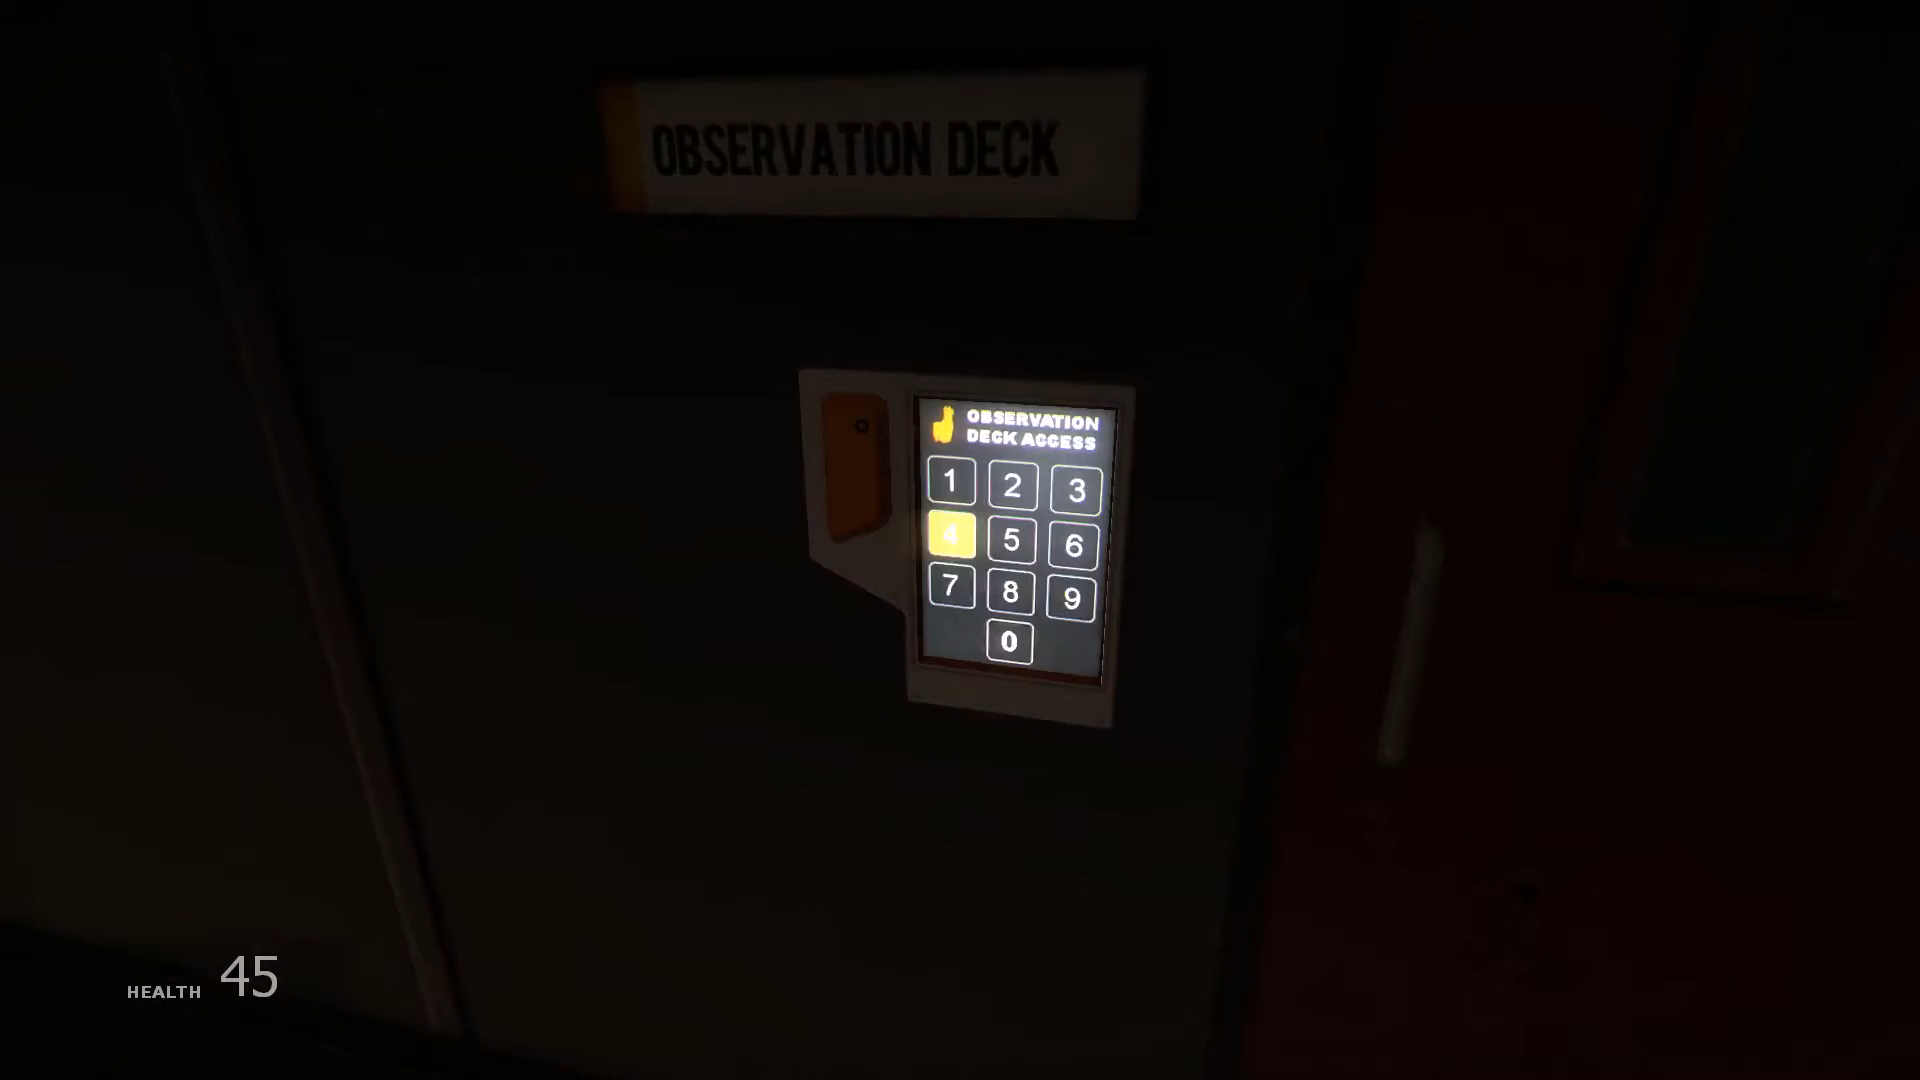 OBSERVATION DECK
OBSERVATION
DECK ACCESS
1 2 3
4 5 6
7 8 9
0
HEALTH 45